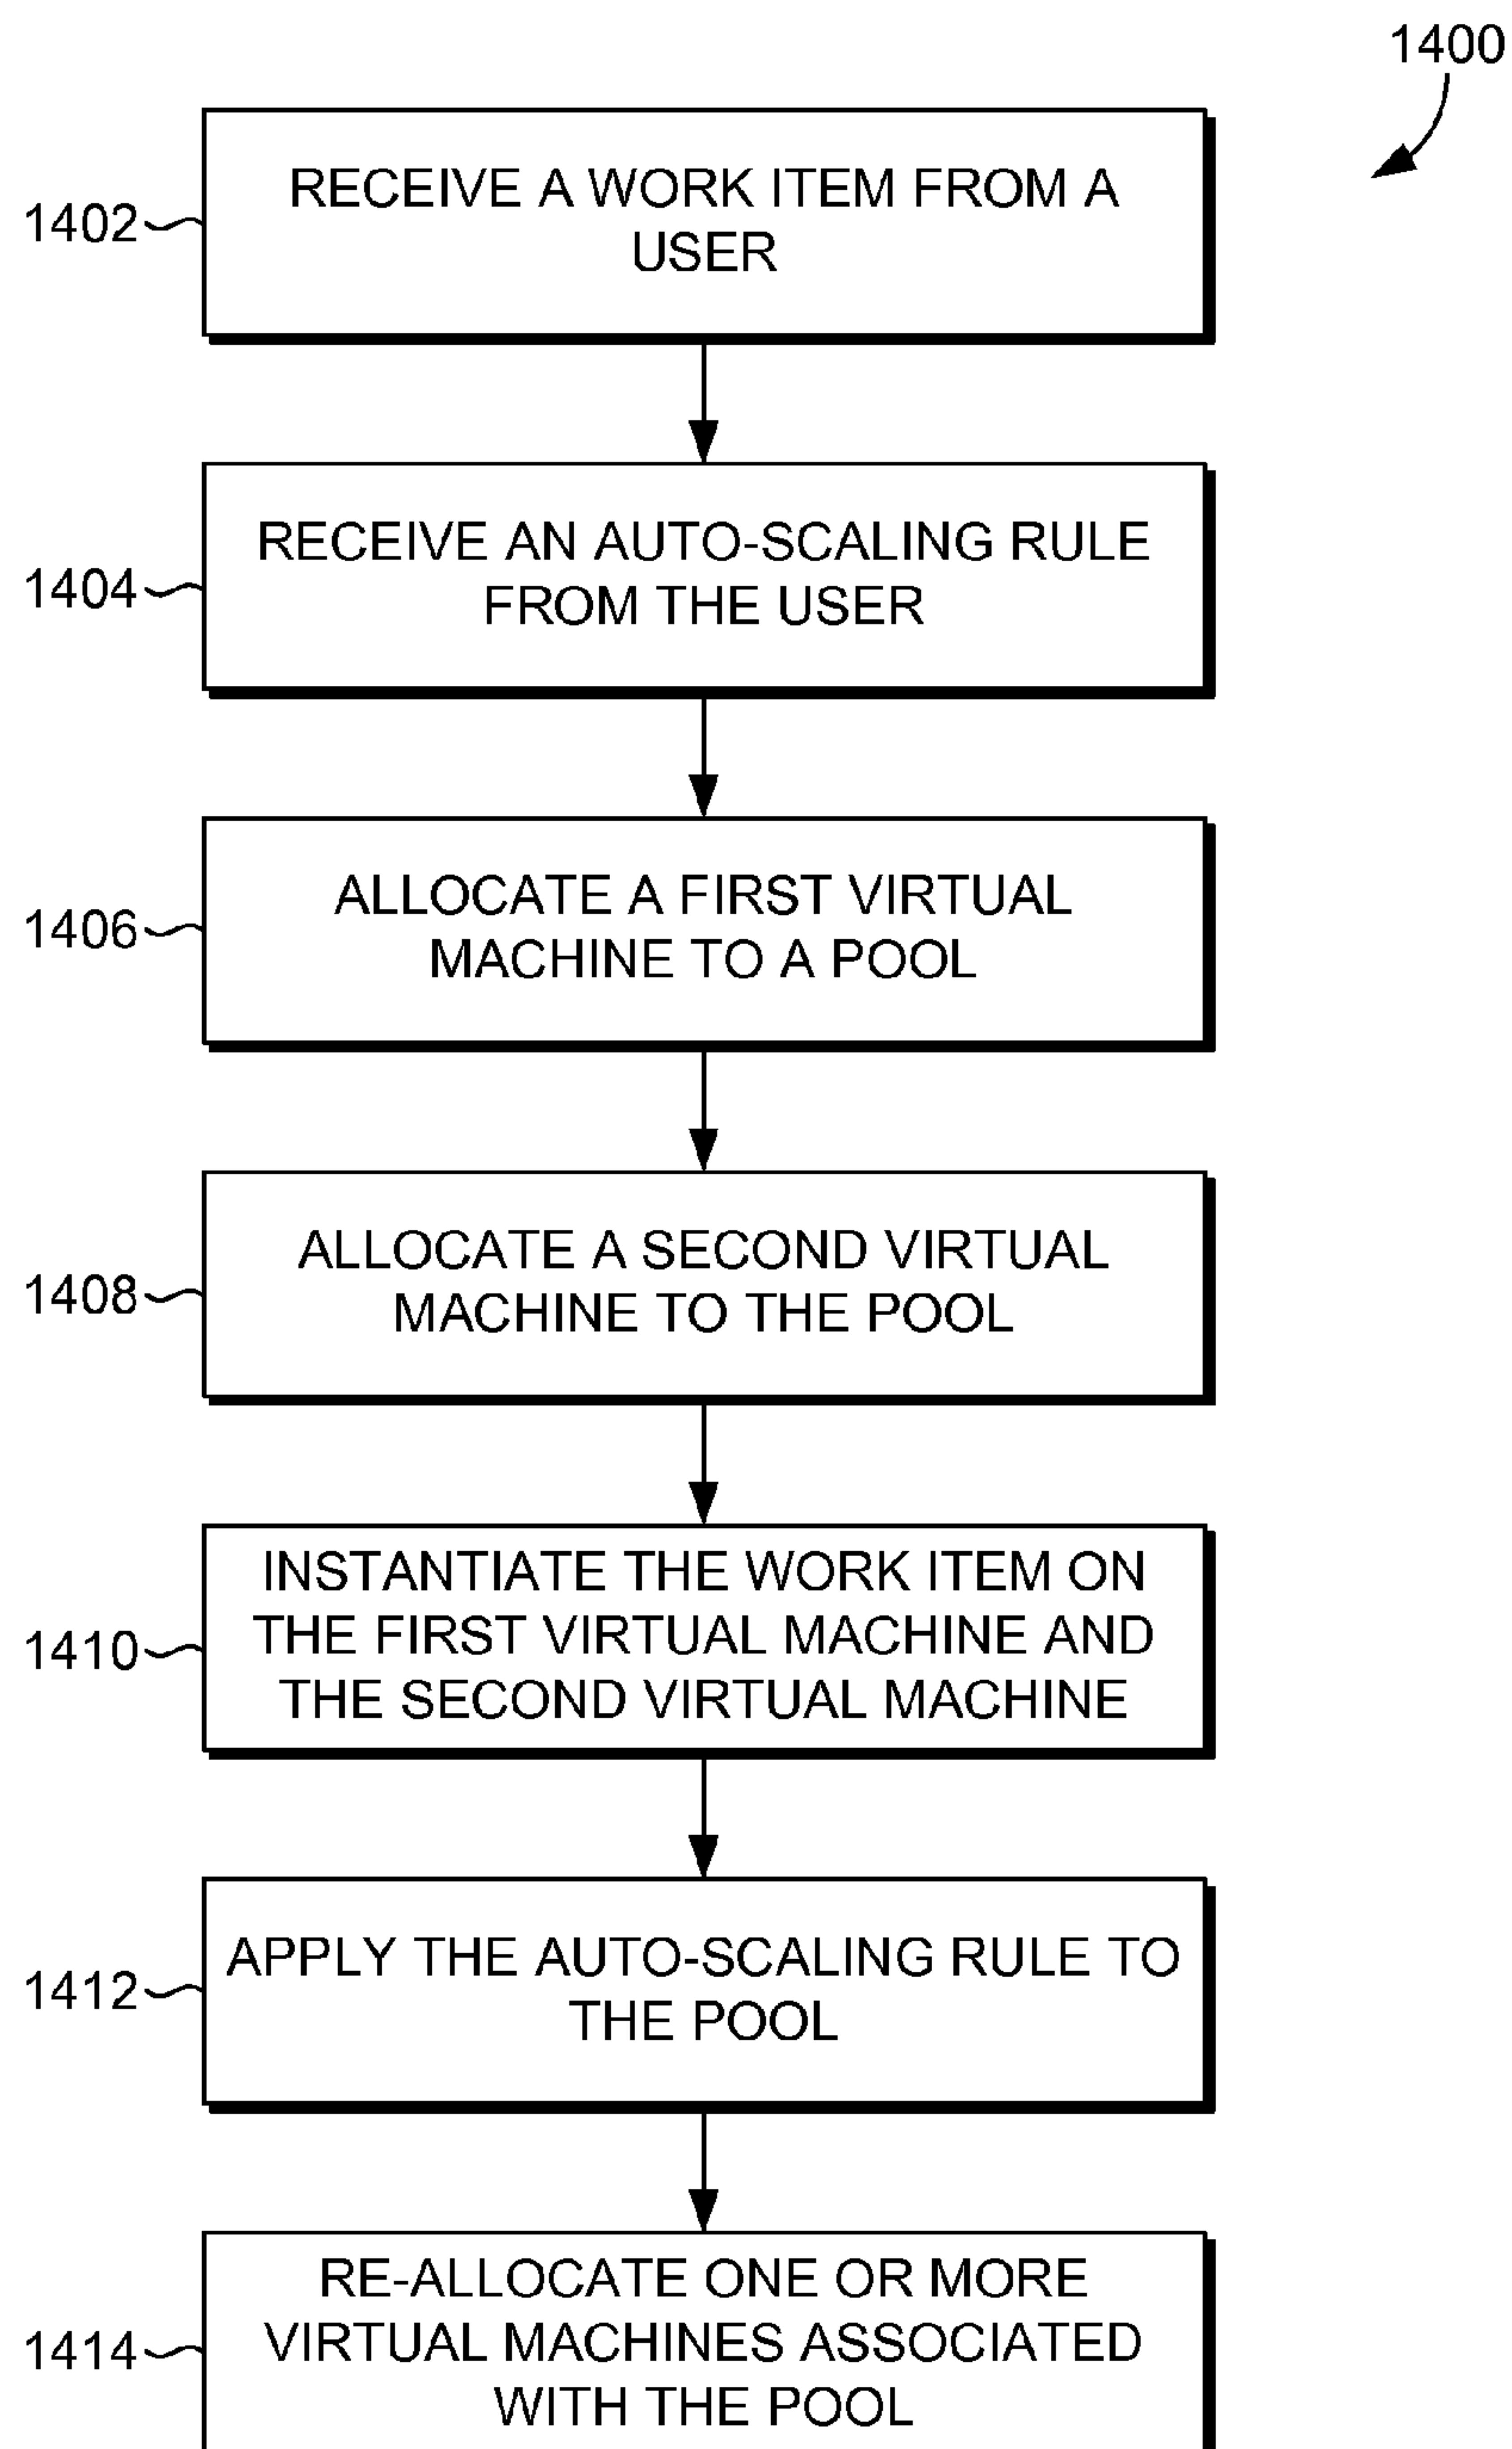 1400
1402
RECEIVE A WORK ITEM FROM A
USER
1404
RECEIVE AN AUTO-SCALING RULE
FROM THE USER
1406
ALLOCATE A FIRST VIRTUAL
MACHINE TO A POOL
1408
ALLOCATE A SECOND VIRTUAL
MACHINE TO THE POOL
1410
INSTANTIATE THE WORK ITEM ON
THE FIRST VIRTUAL MACHINE AND
THE SECOND VIRTUAL MACHINE
1412
APPLY THE AUTO-SCALING RULE TO
THE POOL
1414
RE-ALLOCATE ONE OR MORE
VIRTUAL MACHINES ASSOCIATED
WITH THE POOL